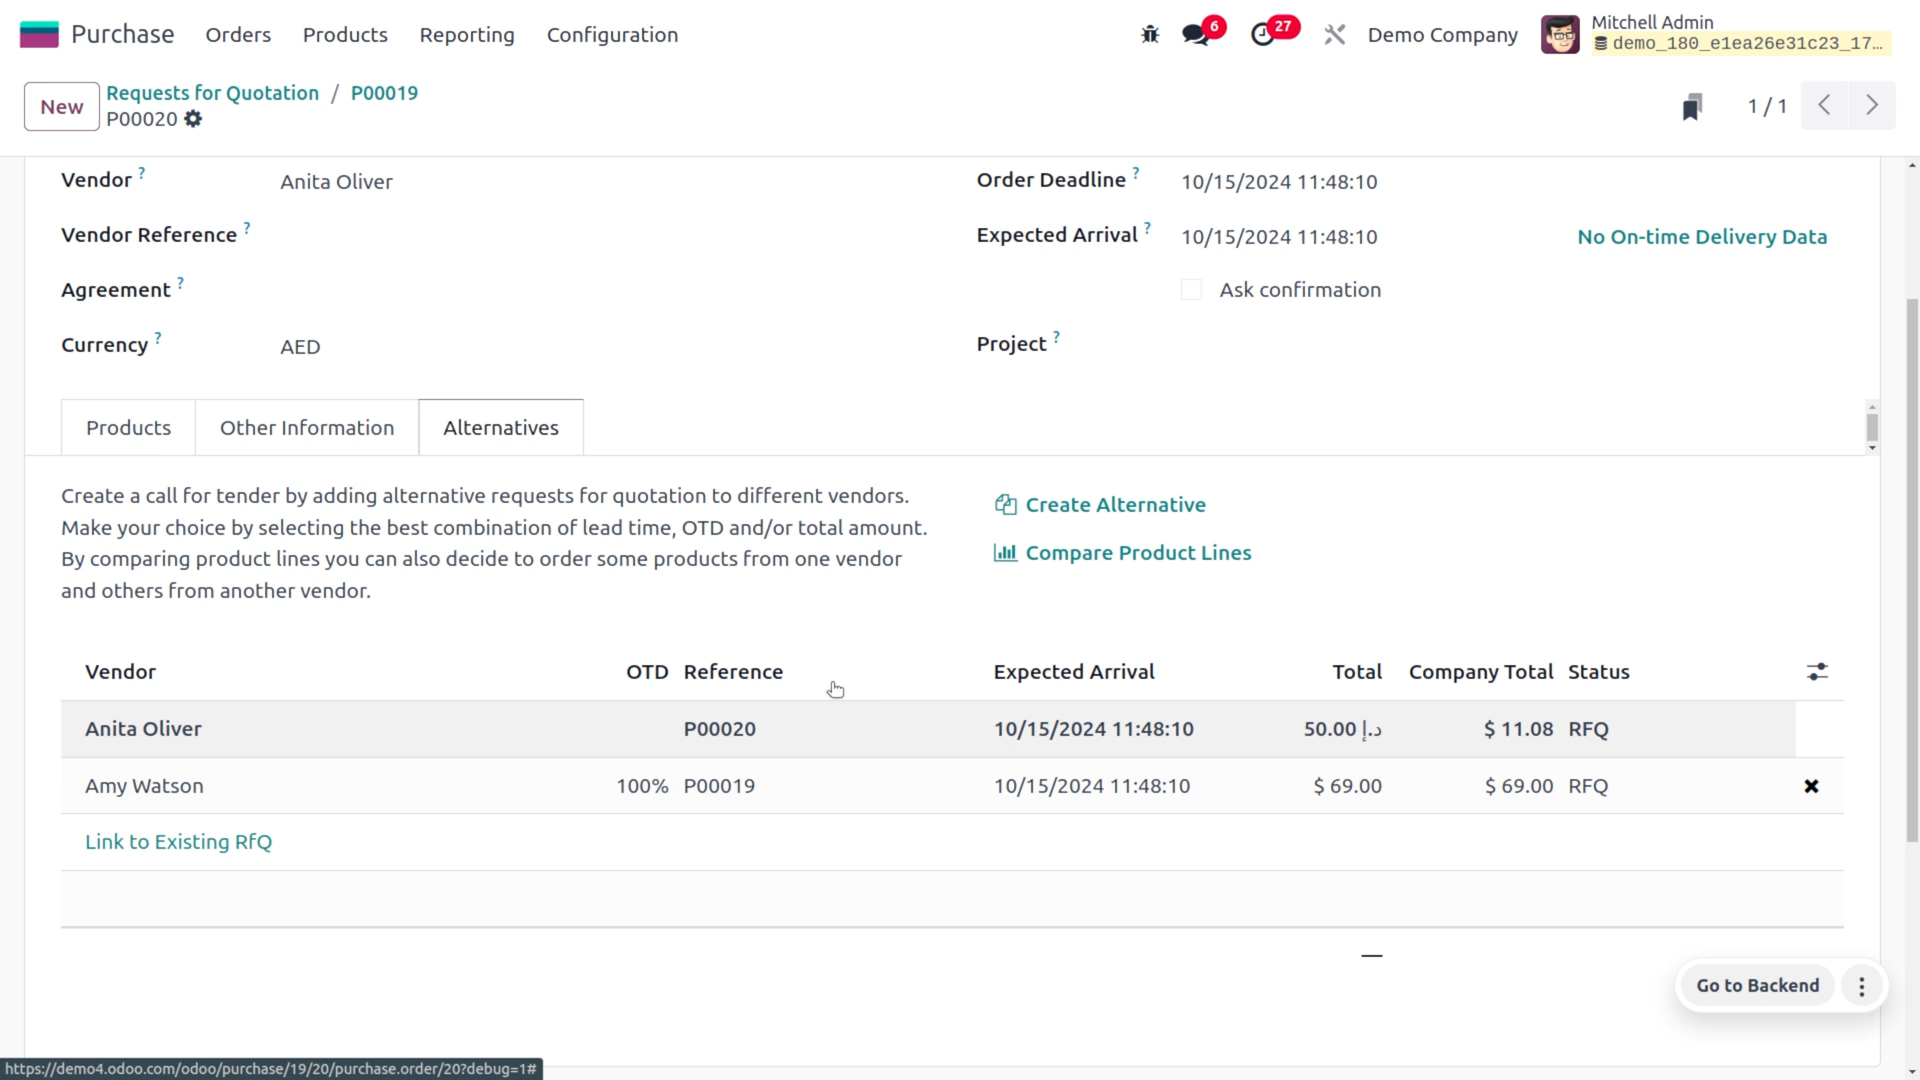 Purchase Orders Products Reporting Configuration 6 27 Demo Company Mitchell Admin
demo_180_e1ea26e31c23_17...
New Requests for Quotation / P00019
P00020 1 / 1
Vendor ? Anita Oliver Order Deadline ? 10/15/2024 11:48:10
Vendor Reference ? Expected Arrival ? 10/15/2024 11:48:10 No On-time Delivery Data
Agreement ? Ask confirmation
Currency ? AED Project ?
Products Other Information Alternatives
Create a call for tender by adding alternative requests for quotation to different vendors.
Make your choice by selecting the best combination of lead time, OTD and/or total amount.
By comparing product lines you can also decide to order some products from one vendor
and others from another vendor.
Create Alternative
Compare Product Lines
Vendor OTD Reference Expected Arrival Total Company Total Status
Anita Oliver P00020 10/15/2024 11:48:10 50.00 د.إ $ 11.08 RFQ
Amy Watson 100% P00019 10/15/2024 11:48:10 $ 69.00 $ 69.00 RFQ
Link to Existing RfQ
Go to Backend
https://demo4.odoo.com/odoo/purchase/19/20/purchase.order/20?debug=1#